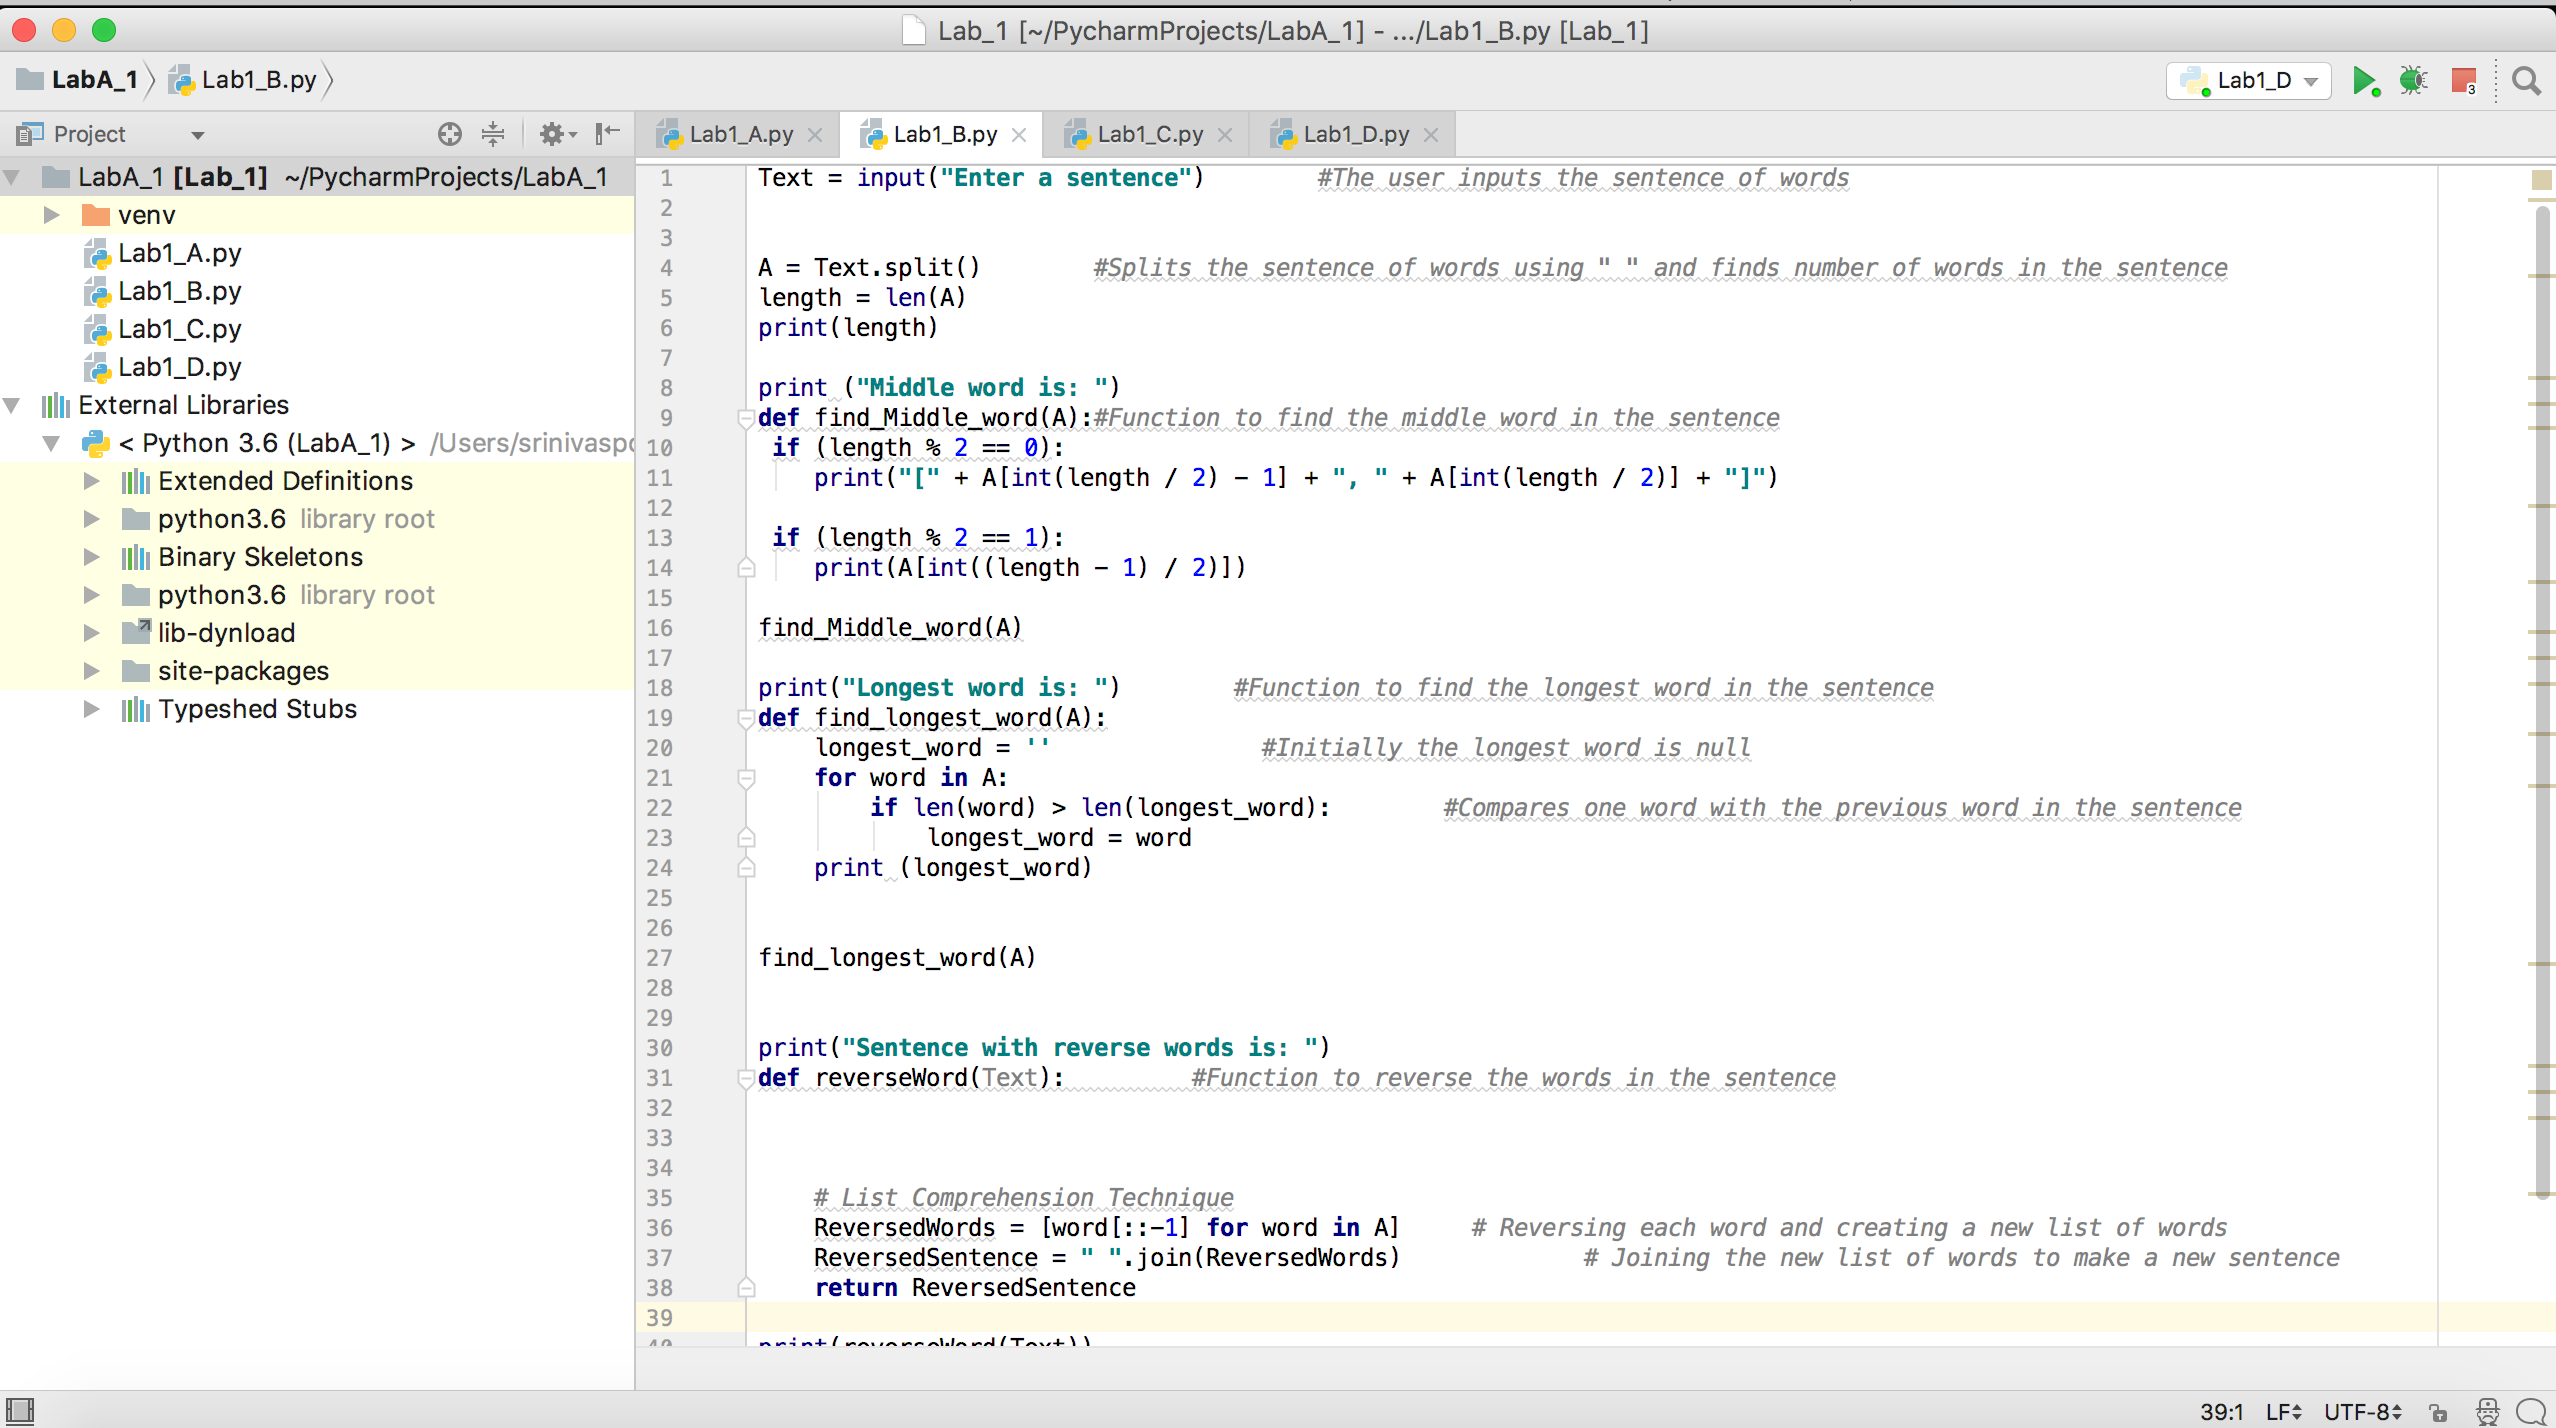 Lab_1 [~/PycharmProjects/LabA_1] - .../Lab1_B.py [Lab_1]
LabA_1 Lab1_B.py Lab1_D 3
Project Lab1_A.py Lab1_B.py Lab1_C.py Lab1_D.py
LabA_1 [Lab_1] ~/PycharmProjects/LabA_1
venv
Lab1_A.py
Lab1_B.py
Lab1_C.py
Lab1_D.py
External Libraries
< Python 3.6 (LabA_1) > /Users/srinivasp
Extended Definitions
python3.6 library root
Binary Skeletons
python3.6 library root
lib-dynload
site-packages
Typeshed Stubs
1 Text = input("Enter a sentence")        #The user inputs the sentence of words
2
3
4 A = Text.split()        #Splits the sentence of words using " " and finds number of words in the sentence
5 length = len(A)
6 print(length)
7
8 print ("Middle word is: ")
9 def find_Middle_word(A):#Function to find the middle word in the sentence
10  if (length % 2 == 0):
11     print("[" + A[int(length / 2) - 1] + ", " + A[int(length / 2)] + "]")
12
13  if (length % 2 == 1):
14     print(A[int((length - 1) / 2)])
15
16 find_Middle_word(A)
17
18 print("Longest word is: ")        #Function to find the longest word in the sentence
19 def find_longest_word(A):
20     longest_word = ''               #Initially the longest word is null
21     for word in A:
22         if len(word) > len(longest_word):        #Compares one word with the previous word in the sentence
23             longest_word = word
24     print (longest_word)
25
26
27 find_longest_word(A)
28
29
30 print("Sentence with reverse words is: ")
31 def reverseWord(Text):         #Function to reverse the words in the sentence
32
33
34
35     # List Comprehension Technique
36     ReversedWords = [word[::-1] for word in A]     # Reversing each word and creating a new list of words
37     ReversedSentence = " ".join(ReversedWords)             # Joining the new list of words to make a new sentence
38     return ReversedSentence
39
40 print(reverseWord(Text))
39:1 LF UTF-8